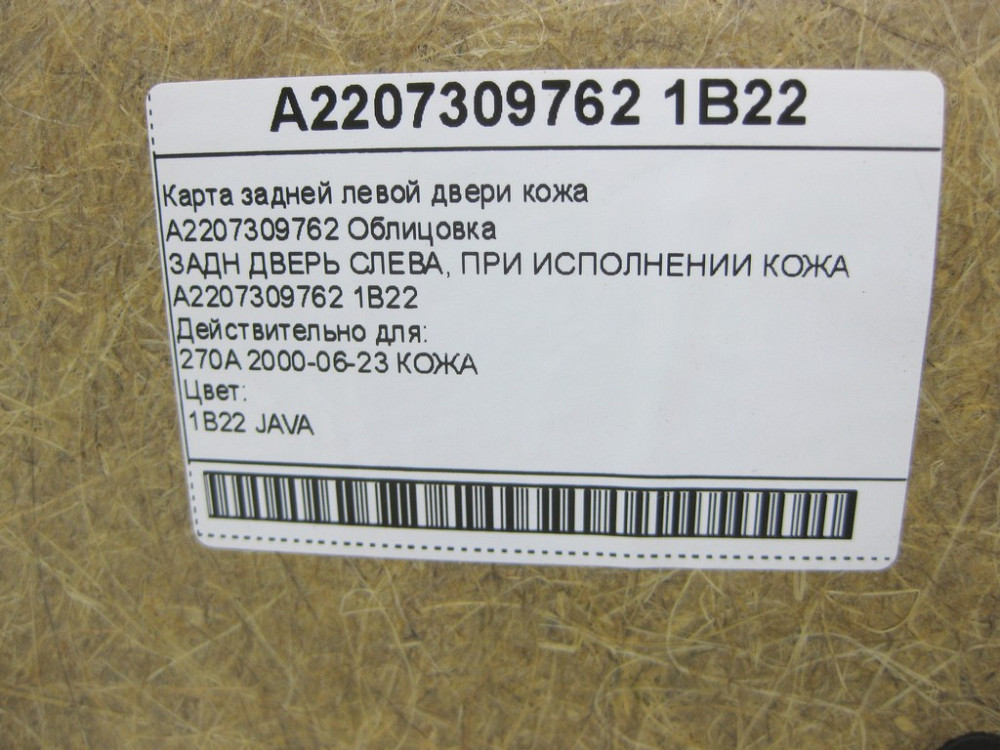 A2207309762 1B22
Карта задней левой двери кожа
A2207309762 Облицовка
ЗАДН ДВЕРЬ СЛЕВА, ПРИ ИСПОЛНЕНИИ КОЖА
A2207309762 1B22
Действительно для:
270A 2000-06-23 КОЖА
Цвет:
1B22 JAVA